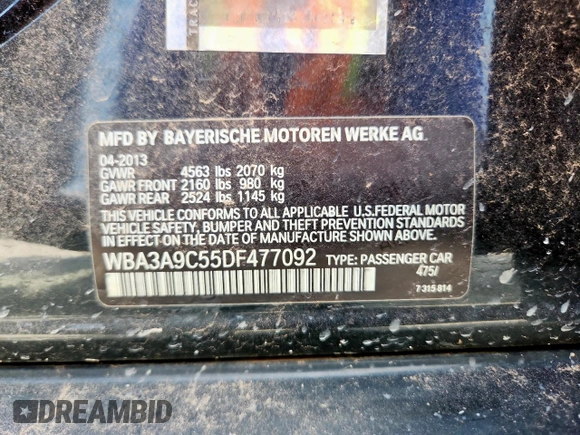 TRAC
MFD BY BAYERISCHE MOTOREN WERKE AG
04-2013
GVWR 4563 lbs 2070 kg
GAWR FRONT 2160 lbs 980 kg
GAWR REAR 2524 lbs 1145 kg
THIS VEHICLE CONFORMS TO ALL APPLICABLE U.S.FEDERAL MOTOR
VEHICLE SAFETY, BUMPER AND THEFT PREVENTION STANDARDS
IN EFFECT ON THE DATE OF MANUFACTURE SHOWN ABOVE.
WBA3A9C55DF477092 TYPE: PASSENGER CAR
475/
7 315 814
DREAMBID